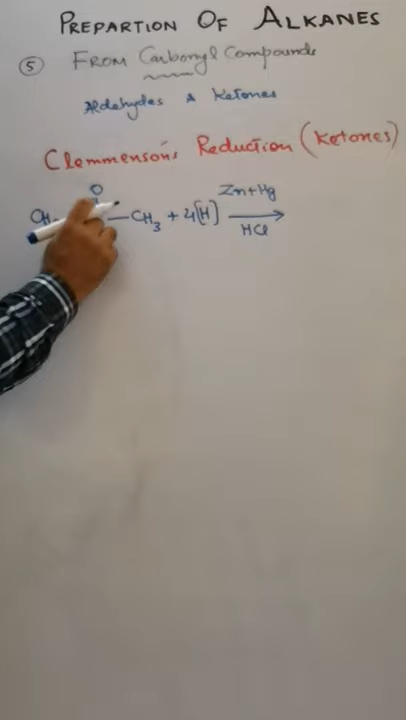 PREPARTION OF ALKANES
⑤ FROM Carbonyl Compounds
Aldehydes & Ketones
Clemmenson's Reduction (Ketones)
O Zn+Hg
CH —CH₃ + 4[H] ⟶
HCl